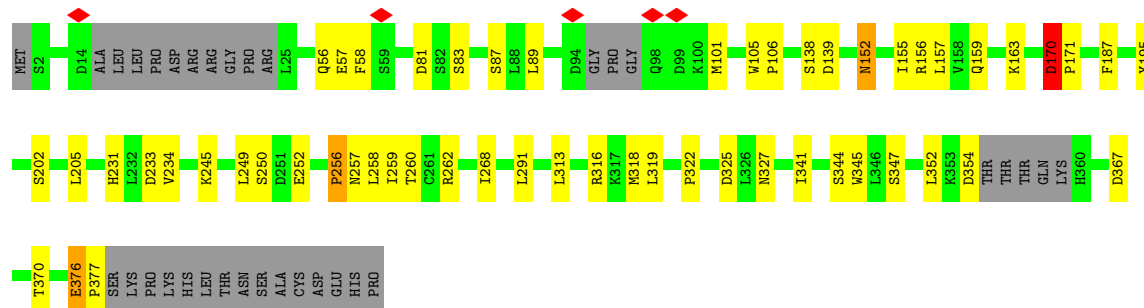 MET S2 D14 ALA LEU LEU PRO ASP ARG ARG GLY PRO ARG L25 Q56 E57 F58 S59 D81 S82 S83 S87 L88 L89 D94 GLY PRO GLY Q98 D99 K100 M101 W105 P106 S138 D139 N152 I155 R156 L157 V158 Q159 K163 D170 P171 F187
S202 L205 H231 L232 D233 V234 K245 L249 S250 D251 E252 P256 N257 L258 I259 T260 C261 R262 I268 L291 L313 R316 K317 M318 L319 P322 D325 L326 N327 I341 S344 W345 L346 S347 L352 K353 D354 THR THR THR GLN LYS H360 D367
T370 E376 P377 SER LYS PRO LYS HIS LEU THR ASN SER ALA CYS ASP GLU HIS PRO